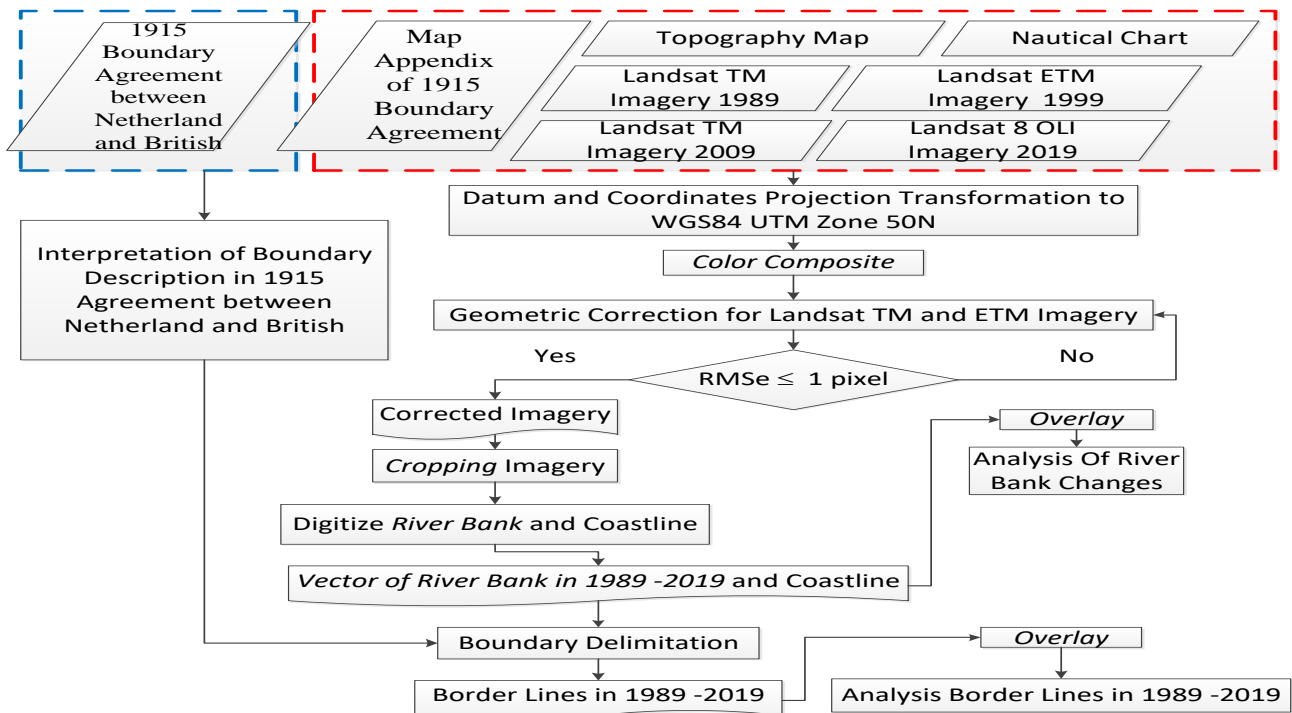 1915
Boundary
Agreement
between
Netherland
and British
Map
Appendix
of 1915
Boundary
Agreement
Topography Map
Nautical Chart
Landsat TM
Imagery 1989
Landsat ETM
Imagery 1999
Landsat TM
Imagery 2009
Landsat 8 OLI
Imagery 2019
Datum and Coordinates Projection Transformation to
WGS84 UTM Zone 50N
Interpretation of Boundary
Description in 1915
Agreement between
Netherland and British
Color Composite
Geometric Correction for Landsat TM and ETM Imagery
Yes
No
RMSe ≤ 1 pixel
Corrected Imagery
Cropping Imagery
Overlay
Analysis Of River
Bank Changes
Digitize River Bank and Coastline
Vector of River Bank in 1989 -2019 and Coastline
Boundary Delimitation
Overlay
Border Lines in 1989 -2019
Analysis Border Lines in 1989 -2019